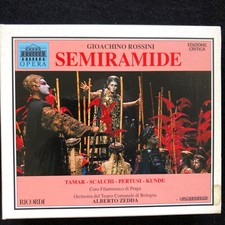 GIOACHINO ROSSINI
EDIZIONE
CRITICA
OPERA
SEMIRAMIDE
TAMAR - SCALCHI - PERTUSI - KUNDE
Coro Filarmonico di Praga
Orchestra del Teatro Comunale di Bologna
RICORDI
ALBERTO ZEDDA